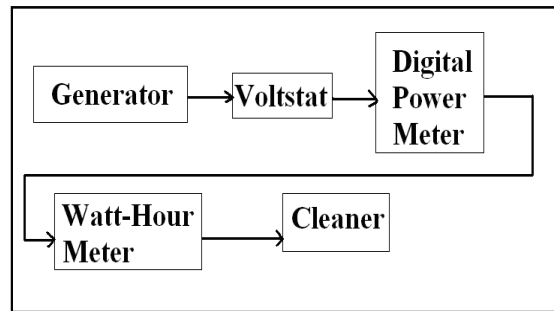 Generator
Voltstat
Digital
Power
Meter
Watt-Hour
Meter
Cleaner